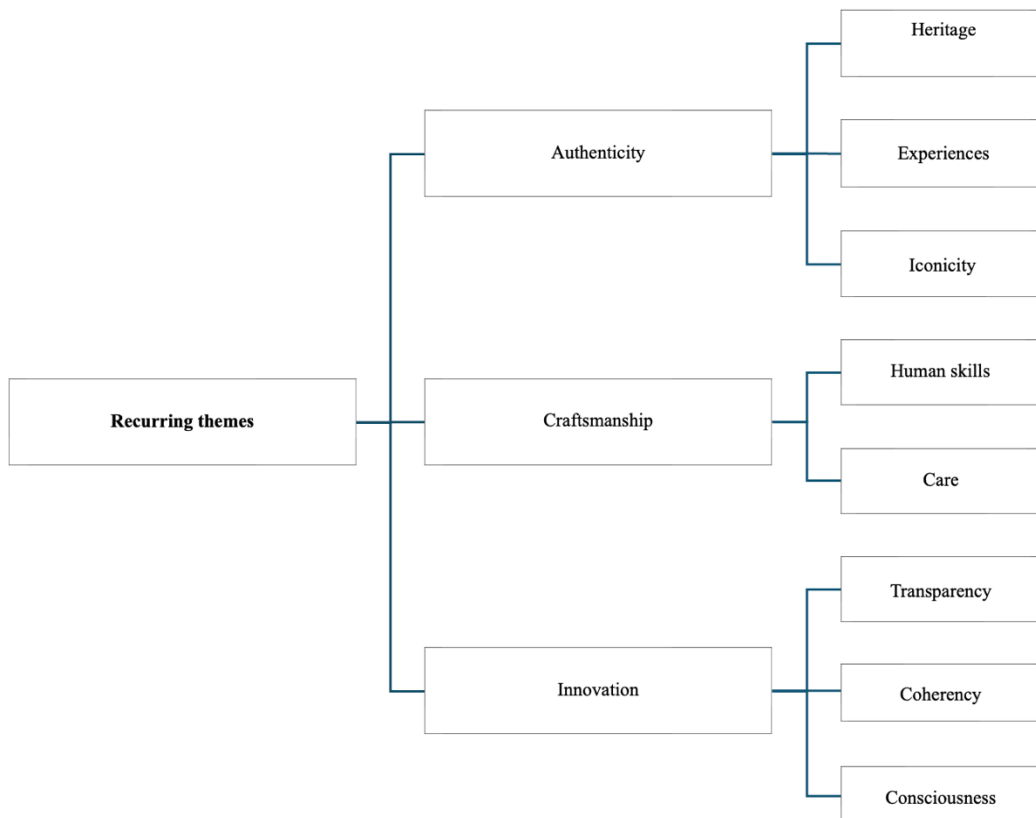 Recurring themes
Authenticity
Heritage
Experiences
Iconicity
Craftsmanship
Human skills
Care
Innovation
Transparency
Coherency
Consciousness